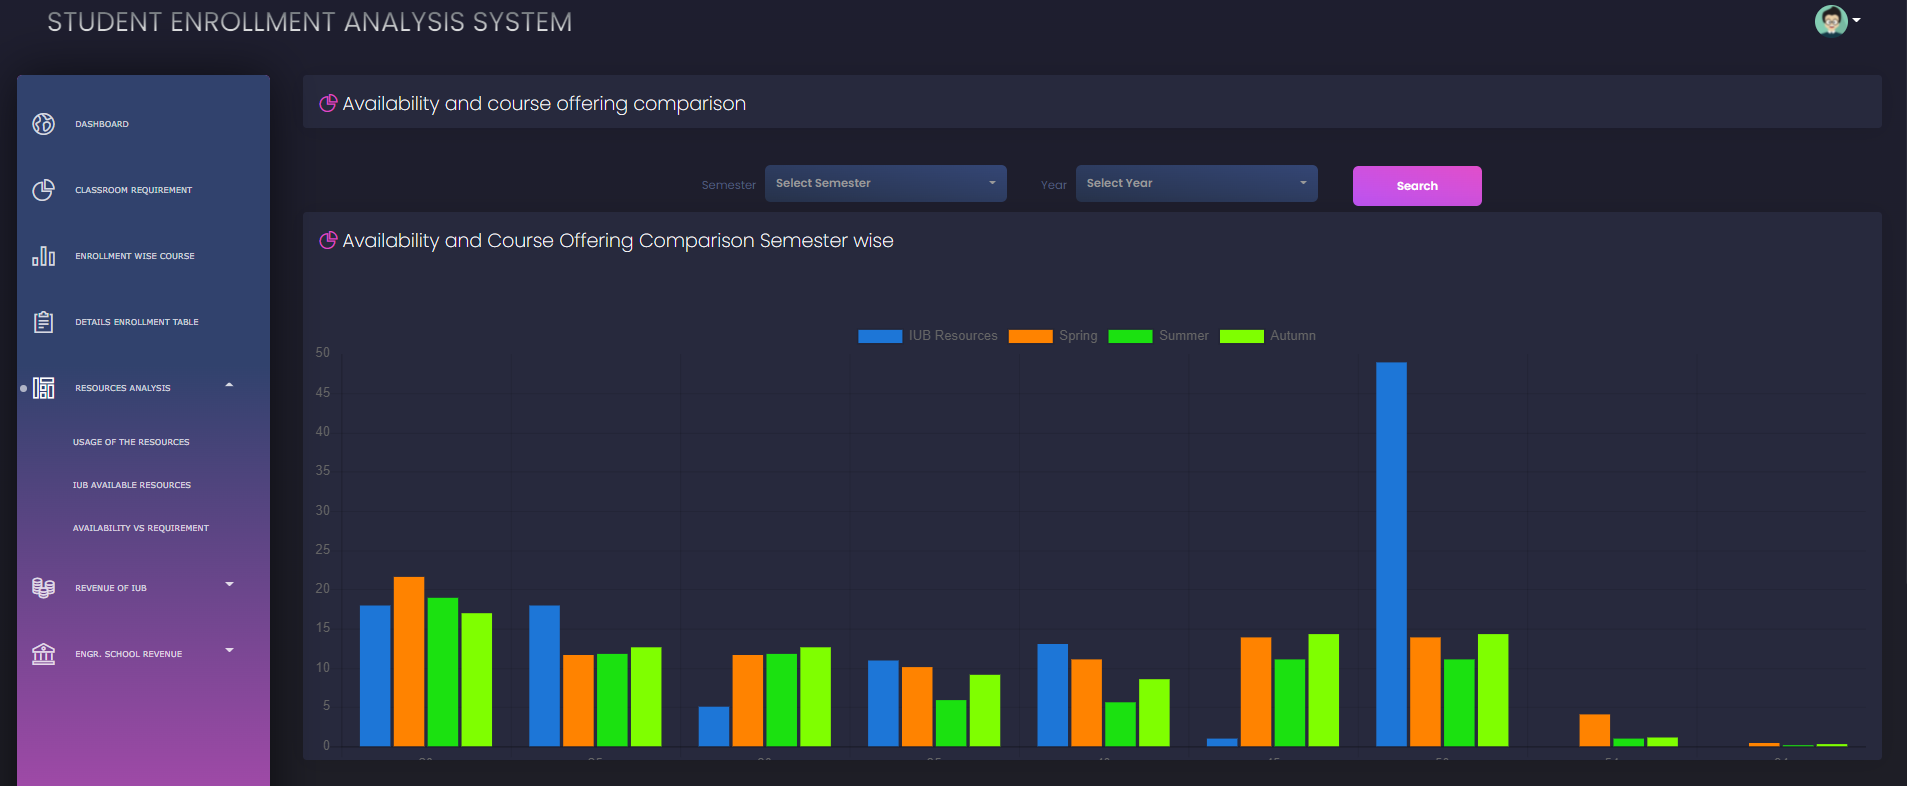 STUDENT ENROLLMENT ANALYSIS SYSTEM
DASHBOARD
CLASSROOM REQUIREMENT
ENROLLMENT WISE COURSE
DETAILS ENROLLMENT TABLE
RESOURCES ANALYSIS
USAGE OF THE RESOURCES
IUB AVAILABLE RESOURCES
AVAILABILITY VS REQUIREMENT
REVENUE OF IUB
ENGR. SCHOOL REVENUE
Availability and course offering comparison
Semester Select Semester Year Select Year Search
Availability and Course Offering Comparison Semester wise
IUB Resources Spring Summer Autumn
50
45
40
35
30
25
20
15
10
5
0